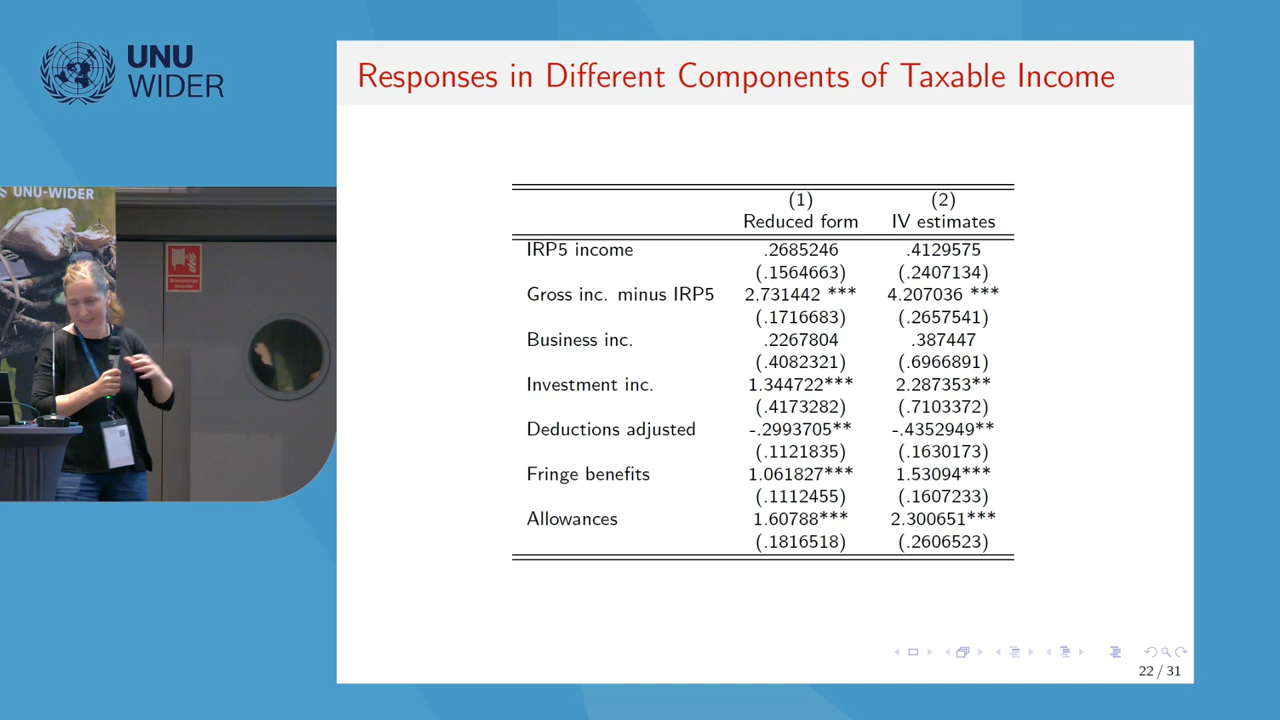 UNU
WIDER
UNU-WIDER
Responses in Different Components of Taxable Income
(1) (2)
Reduced form IV estimates
IRP5 income .2685246 .4129575
(.1564663) (.2407134)
Gross inc. minus IRP5 2.731442 *** 4.207036 ***
(.1716683) (.2657541)
Business inc. .2267804 .387447
(.4082321) (.6966891)
Investment inc. 1.344722*** 2.287353**
(.4173282) (.7103372)
Deductions adjusted -.2993705** -.4352949**
(.1121835) (.1630173)
Fringe benefits 1.061827*** 1.53094***
(.1112455) (.1607233)
Allowances 1.60788*** 2.300651***
(.1816518) (.2606523)
22 / 31